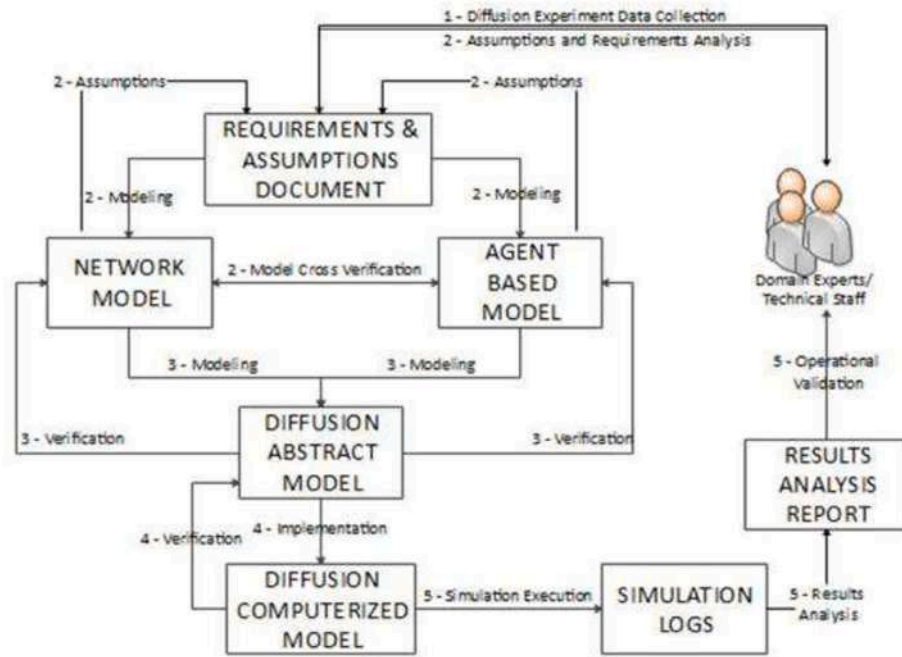 1 - Diffusion Experiment Data Collection
2 - Assumptions and Requirements Analysis
2 - Assumptions
2 - Assumptions
REQUIREMENTS &
ASSUMPTIONS
DOCUMENT
2 - Modeling
2 - Modeling
NETWORK
MODEL
2 - Model Cross Verification
AGENT
BASED
MODEL
Domain Experts/
Technical Staff
3 - Modeling
3 - Modeling
5 - Operational
Validation
3 - Verification
DIFFUSION
ABSTRACT
MODEL
3 - Verification
RESULTS
ANALYSIS
REPORT
4 - Implementation
4 - Verification
DIFFUSION
COMPUTERIZED
MODEL
5 - Simulation Execution
SIMULATION
LOGS
5 - Results
Analysis